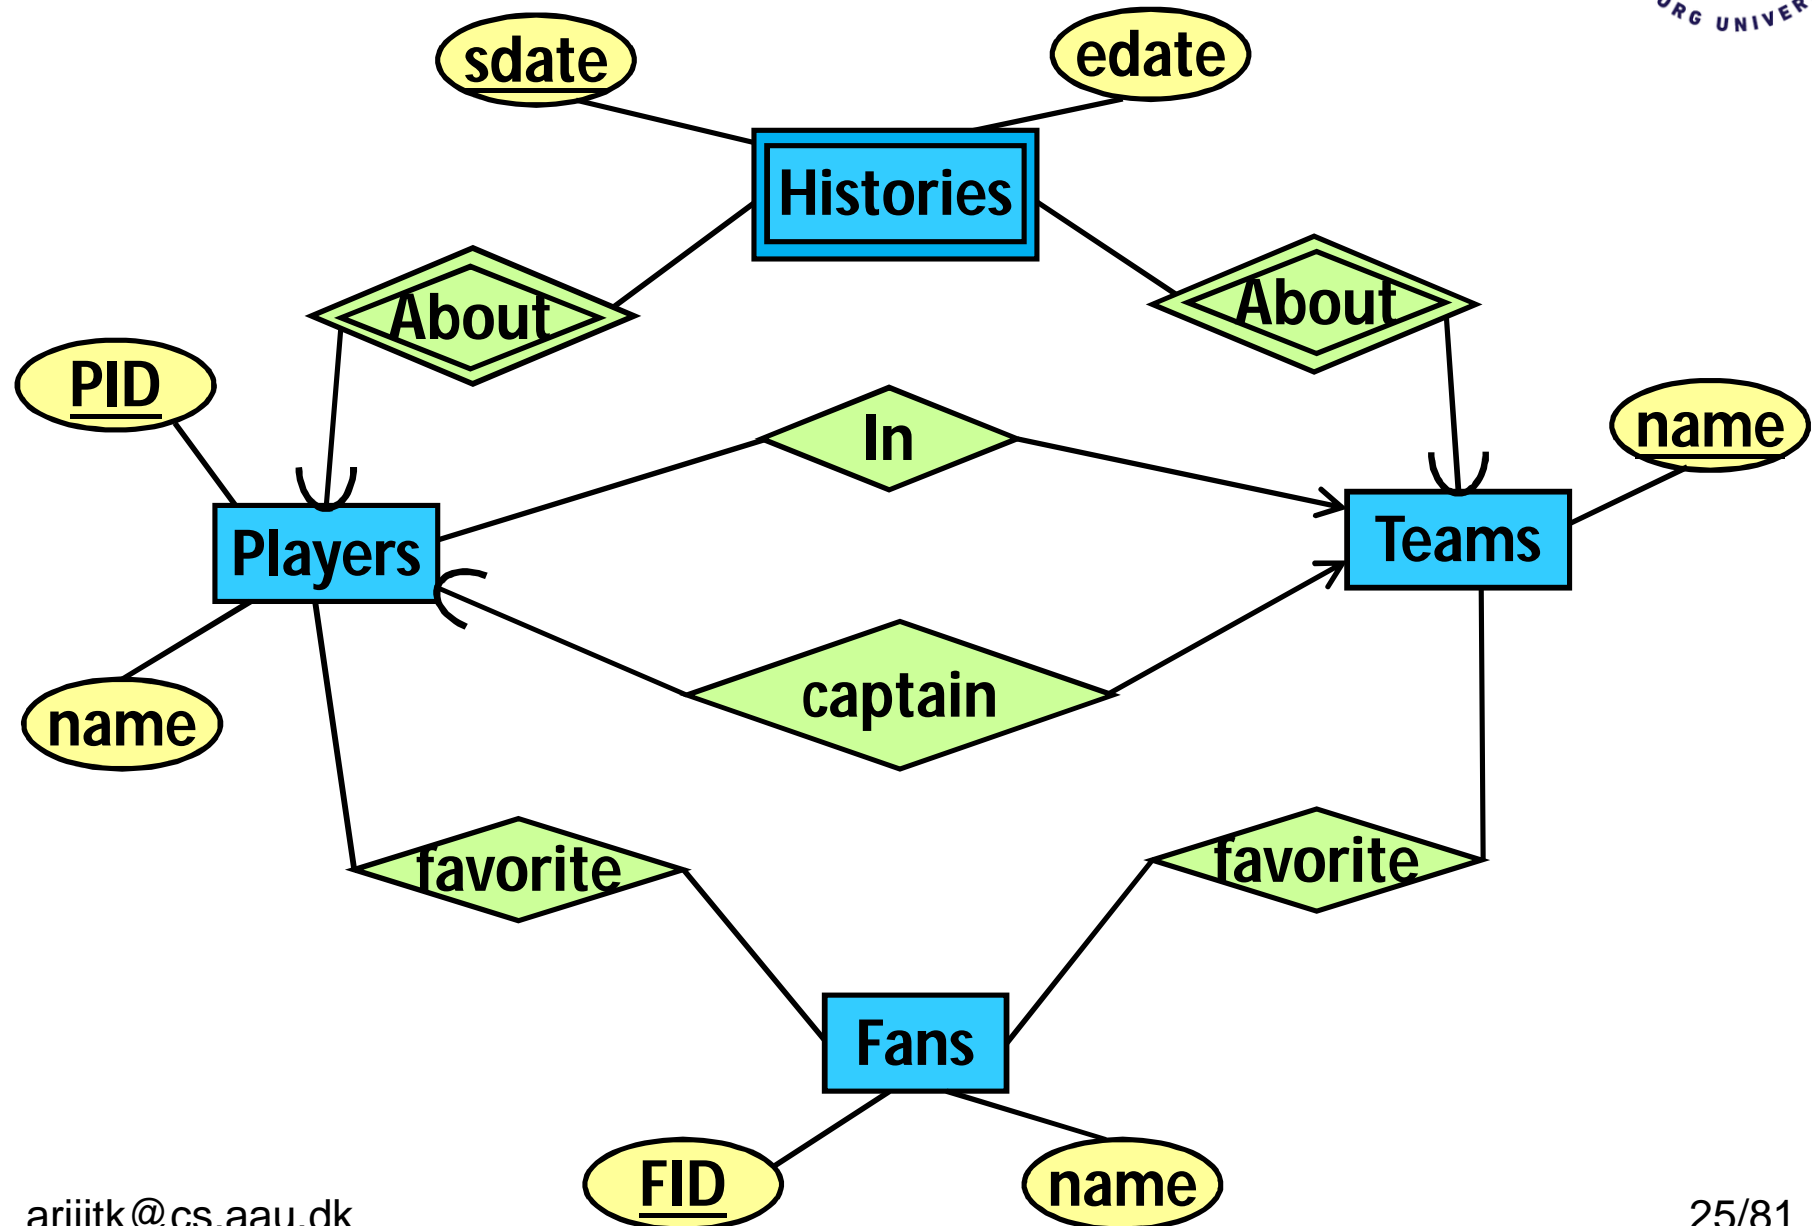 sdate
edate
Histories
About
About
PID
In
name
Players
Teams
name
captain
favorite
favorite
Fans
FID
name
arijitk@cs.aau.dk
25/81